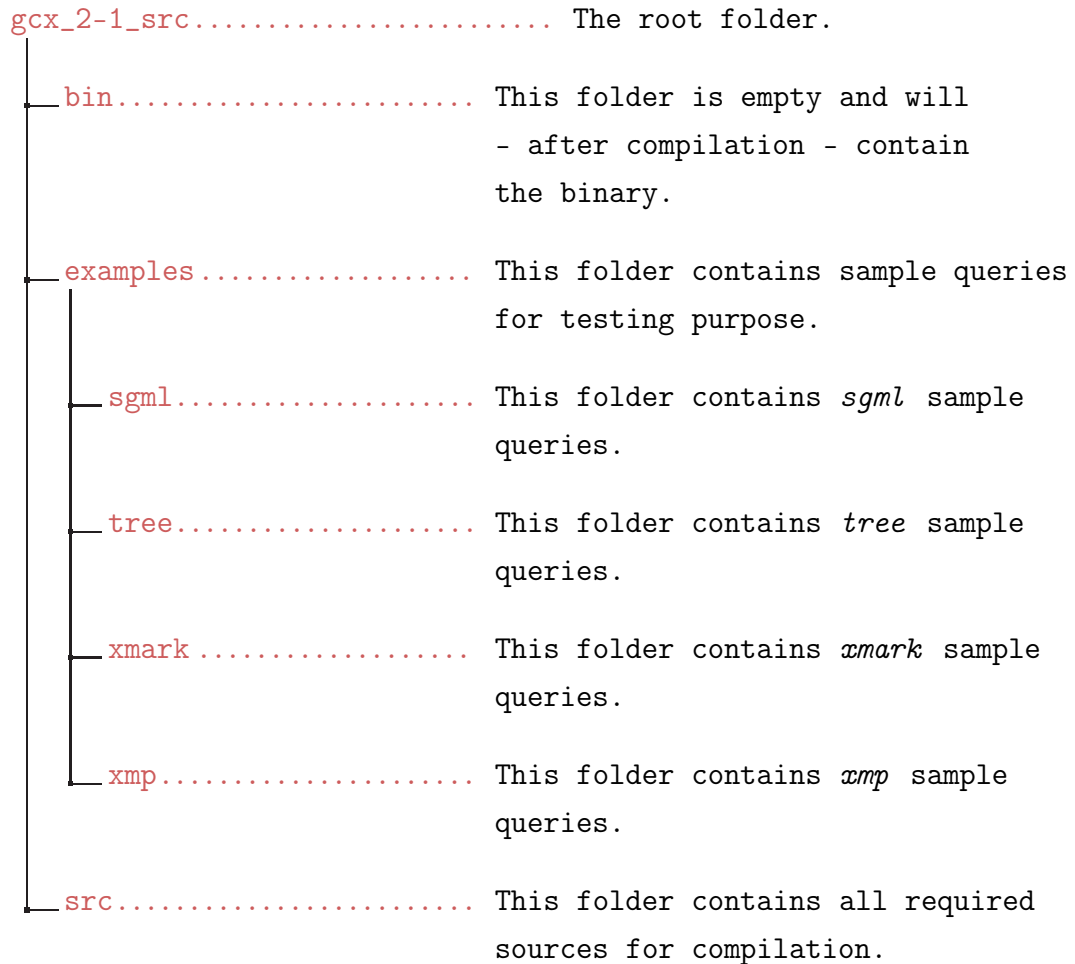 gcx_2-1_src......................... The root folder.
bin......................... This folder is empty and will
- after compilation - contain
the binary.
examples................... This folder contains sample queries
for testing purpose.
sgml..................... This folder contains sgml sample
queries.
tree..................... This folder contains tree sample
queries.
xmark ................... This folder contains xmark sample
queries.
xmp...................... This folder contains xmp sample
queries.
src......................... This folder contains all required
sources for compilation.